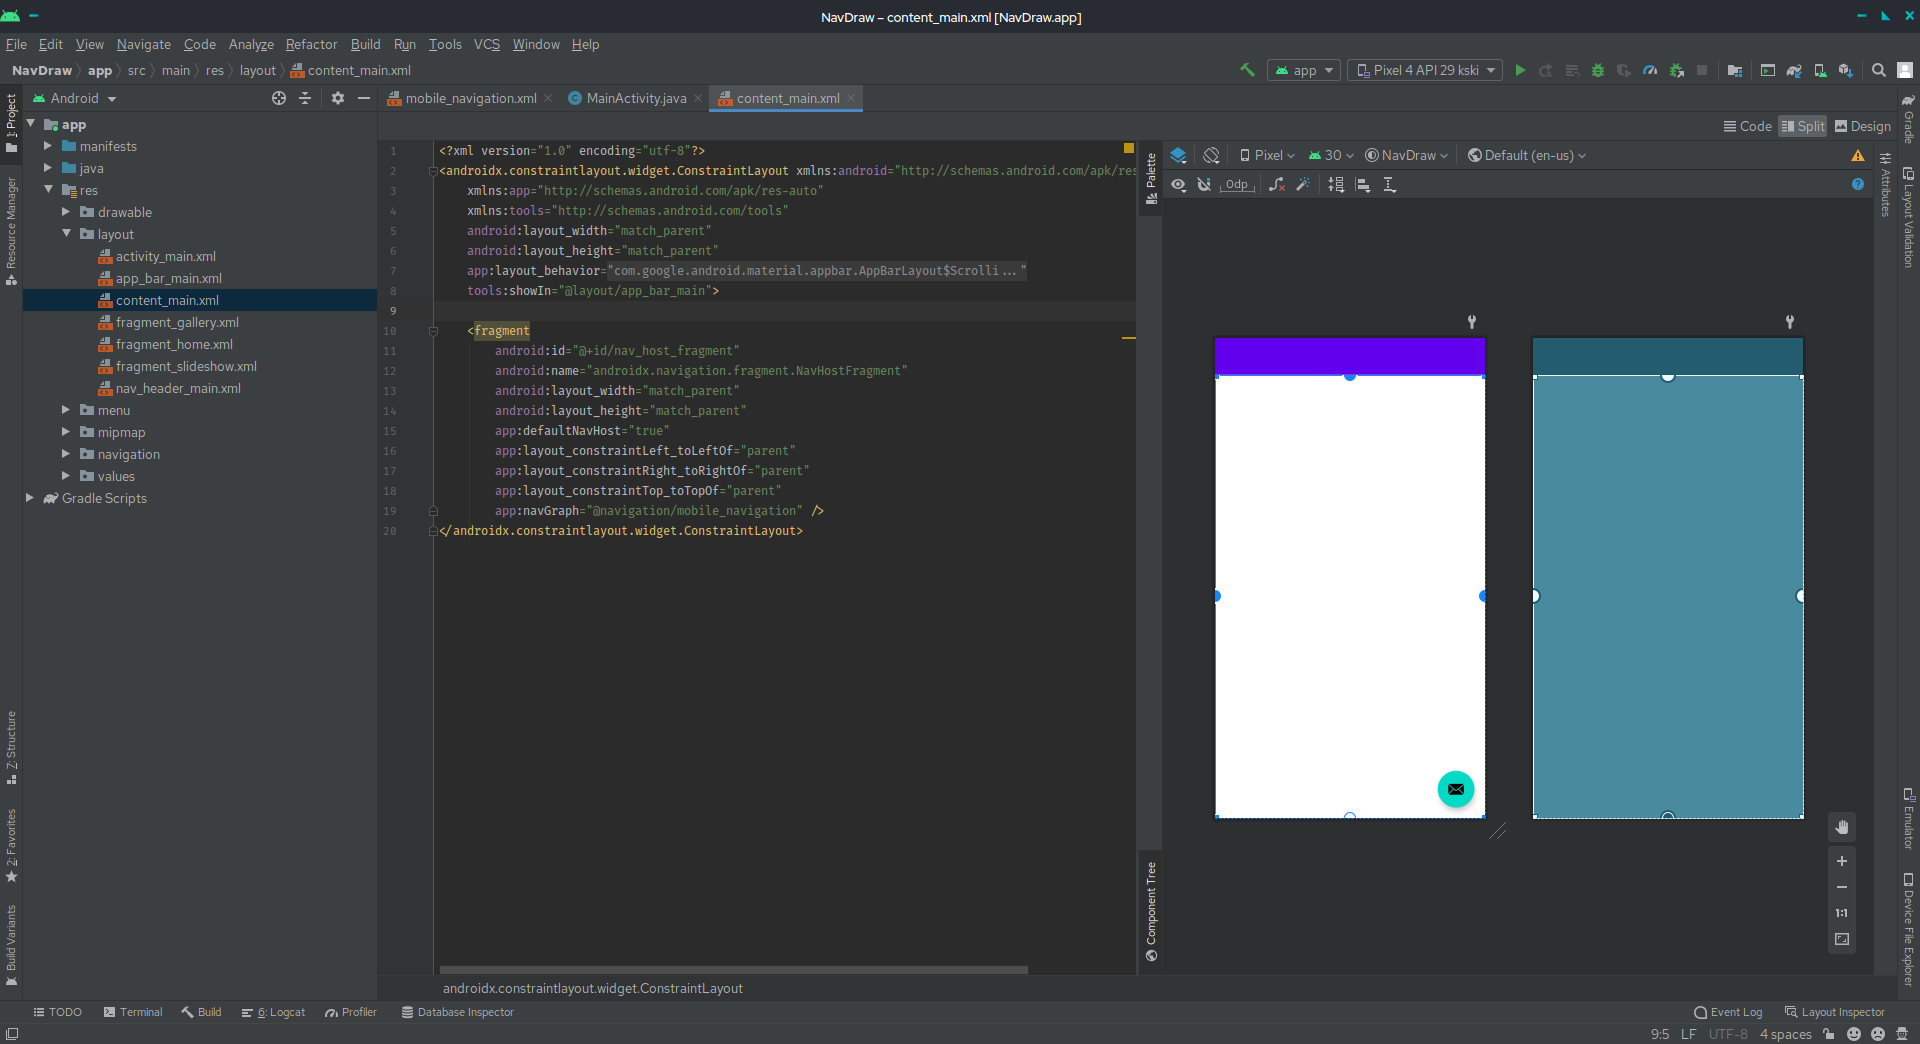 NavDraw – content_main.xml [NavDraw.app]
File Edit View Navigate Code Analyze Refactor Build Run Tools VCS Window Help
NavDraw app src main res layout content_main.xml
app Pixel 4 API 29 kski
1: Project
Android
mobile_navigation.xml MainActivity.java content_main.xml
Code Split Design
app
manifests
java
res
drawable
layout
activity_main.xml
app_bar_main.xml
content_main.xml
fragment_gallery.xml
fragment_home.xml
fragment_slideshow.xml
nav_header_main.xml
menu
mipmap
navigation
values
Gradle Scripts
Resource Manager
7: Structure
2: Favorites
Build Variants
1 <?xml version="1.0" encoding="utf-8"?>
2 <androidx.constraintlayout.widget.ConstraintLayout xmlns:android="http://schemas.android.com/apk/res
3 xmlns:app="http://schemas.android.com/apk/res-auto"
4 xmlns:tools="http://schemas.android.com/tools"
5 android:layout_width="match_parent"
6 android:layout_height="match_parent"
7 app:layout_behavior="com.google.android.material.appbar.AppBarLayout$Scrolli..."
8 tools:showIn="@layout/app_bar_main">
9
10 <fragment
11 android:id="@+id/nav_host_fragment"
12 android:name="androidx.navigation.fragment.NavHostFragment"
13 android:layout_width="match_parent"
14 android:layout_height="match_parent"
15 app:defaultNavHost="true"
16 app:layout_constraintLeft_toLeftOf="parent"
17 app:layout_constraintRight_toRightOf="parent"
18 app:layout_constraintTop_toTopOf="parent"
19 app:navGraph="@navigation/mobile_navigation" />
20 </androidx.constraintlayout.widget.ConstraintLayout>
androidx.constraintlayout.widget.ConstraintLayout
Palette
Component Tree
Pixel 30 NavDraw Default (en-us)
0dp
1:1
Attributes
Gradle
Layout Validation
Emulator
Device File Explorer
TODO Terminal Build 6: Logcat Profiler Database Inspector Event Log Layout Inspector
9:5 LF UTF-8 4 spaces